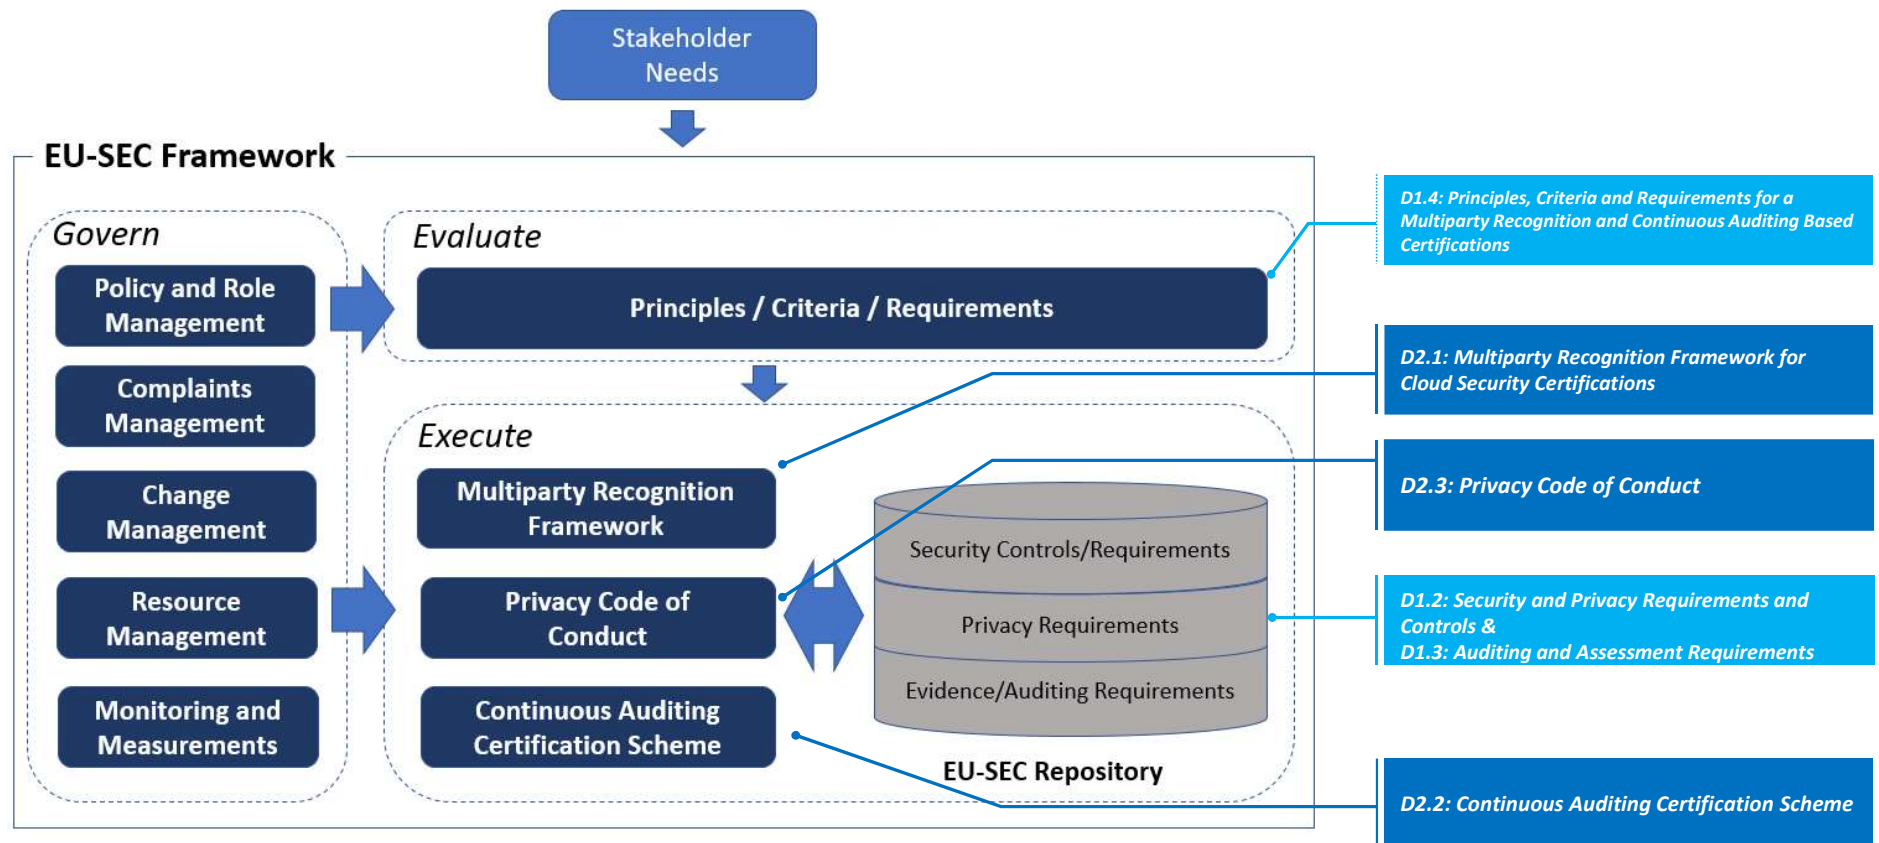 Stakeholder
Needs
EU-SEC Framework
Govern
Policy and Role
Management
Complaints
Management
Change
Management
Resource
Management
Monitoring and
Measurements
Evaluate
Principles / Criteria / Requirements
Execute
Multiparty Recognition
Framework
Privacy Code of
Conduct
Continuous Auditing
Certification Scheme
Security Controls/Requirements
Privacy Requirements
Evidence/Auditing Requirements
EU-SEC Repository
D1.4: Principles, Criteria and Requirements for a
Multiparty Recognition and Continuous Auditing Based
Certifications
D2.1: Multiparty Recognition Framework for
Cloud Security Certifications
D2.3: Privacy Code of Conduct
D1.2: Security and Privacy Requirements and
Controls &
D1.3: Auditing and Assessment Requirements
D2.2: Continuous Auditing Certification Scheme